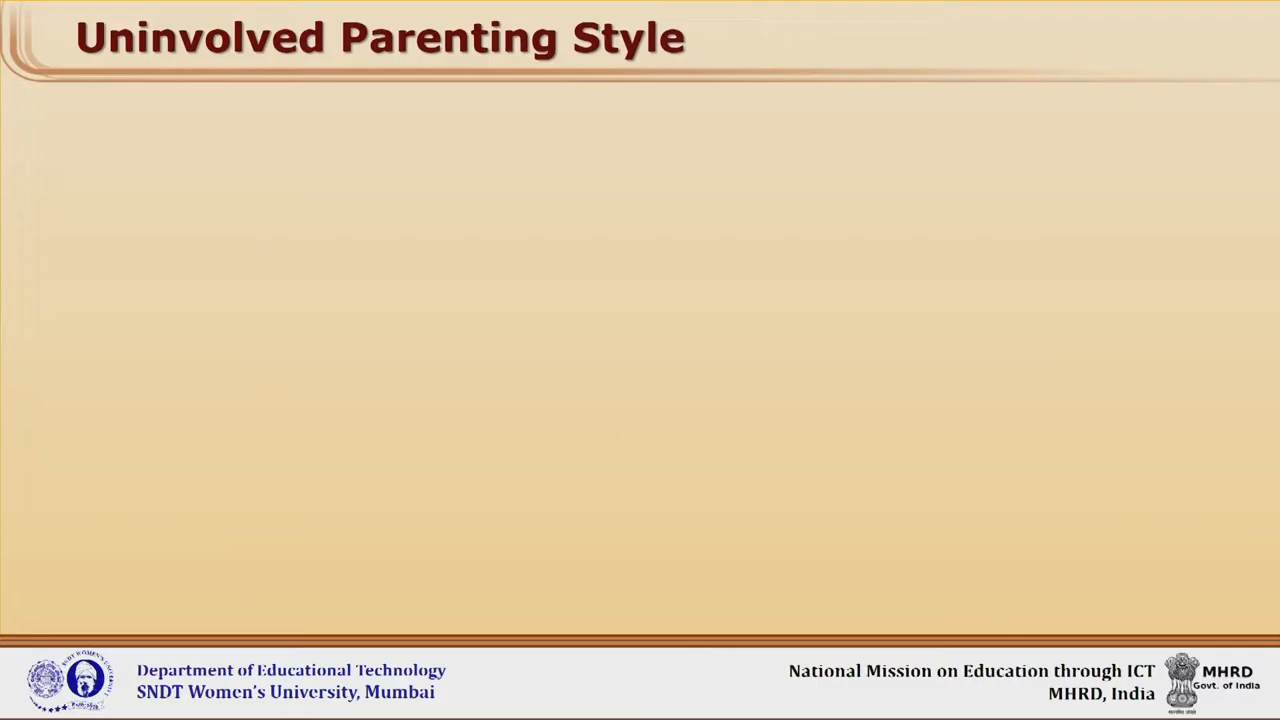 Uninvolved Parenting Style
Department of Educational Technology
SNDT Women's University, Mumbai
National Mission on Education through ICT
MHRD, India
MHRD
Govt. of India